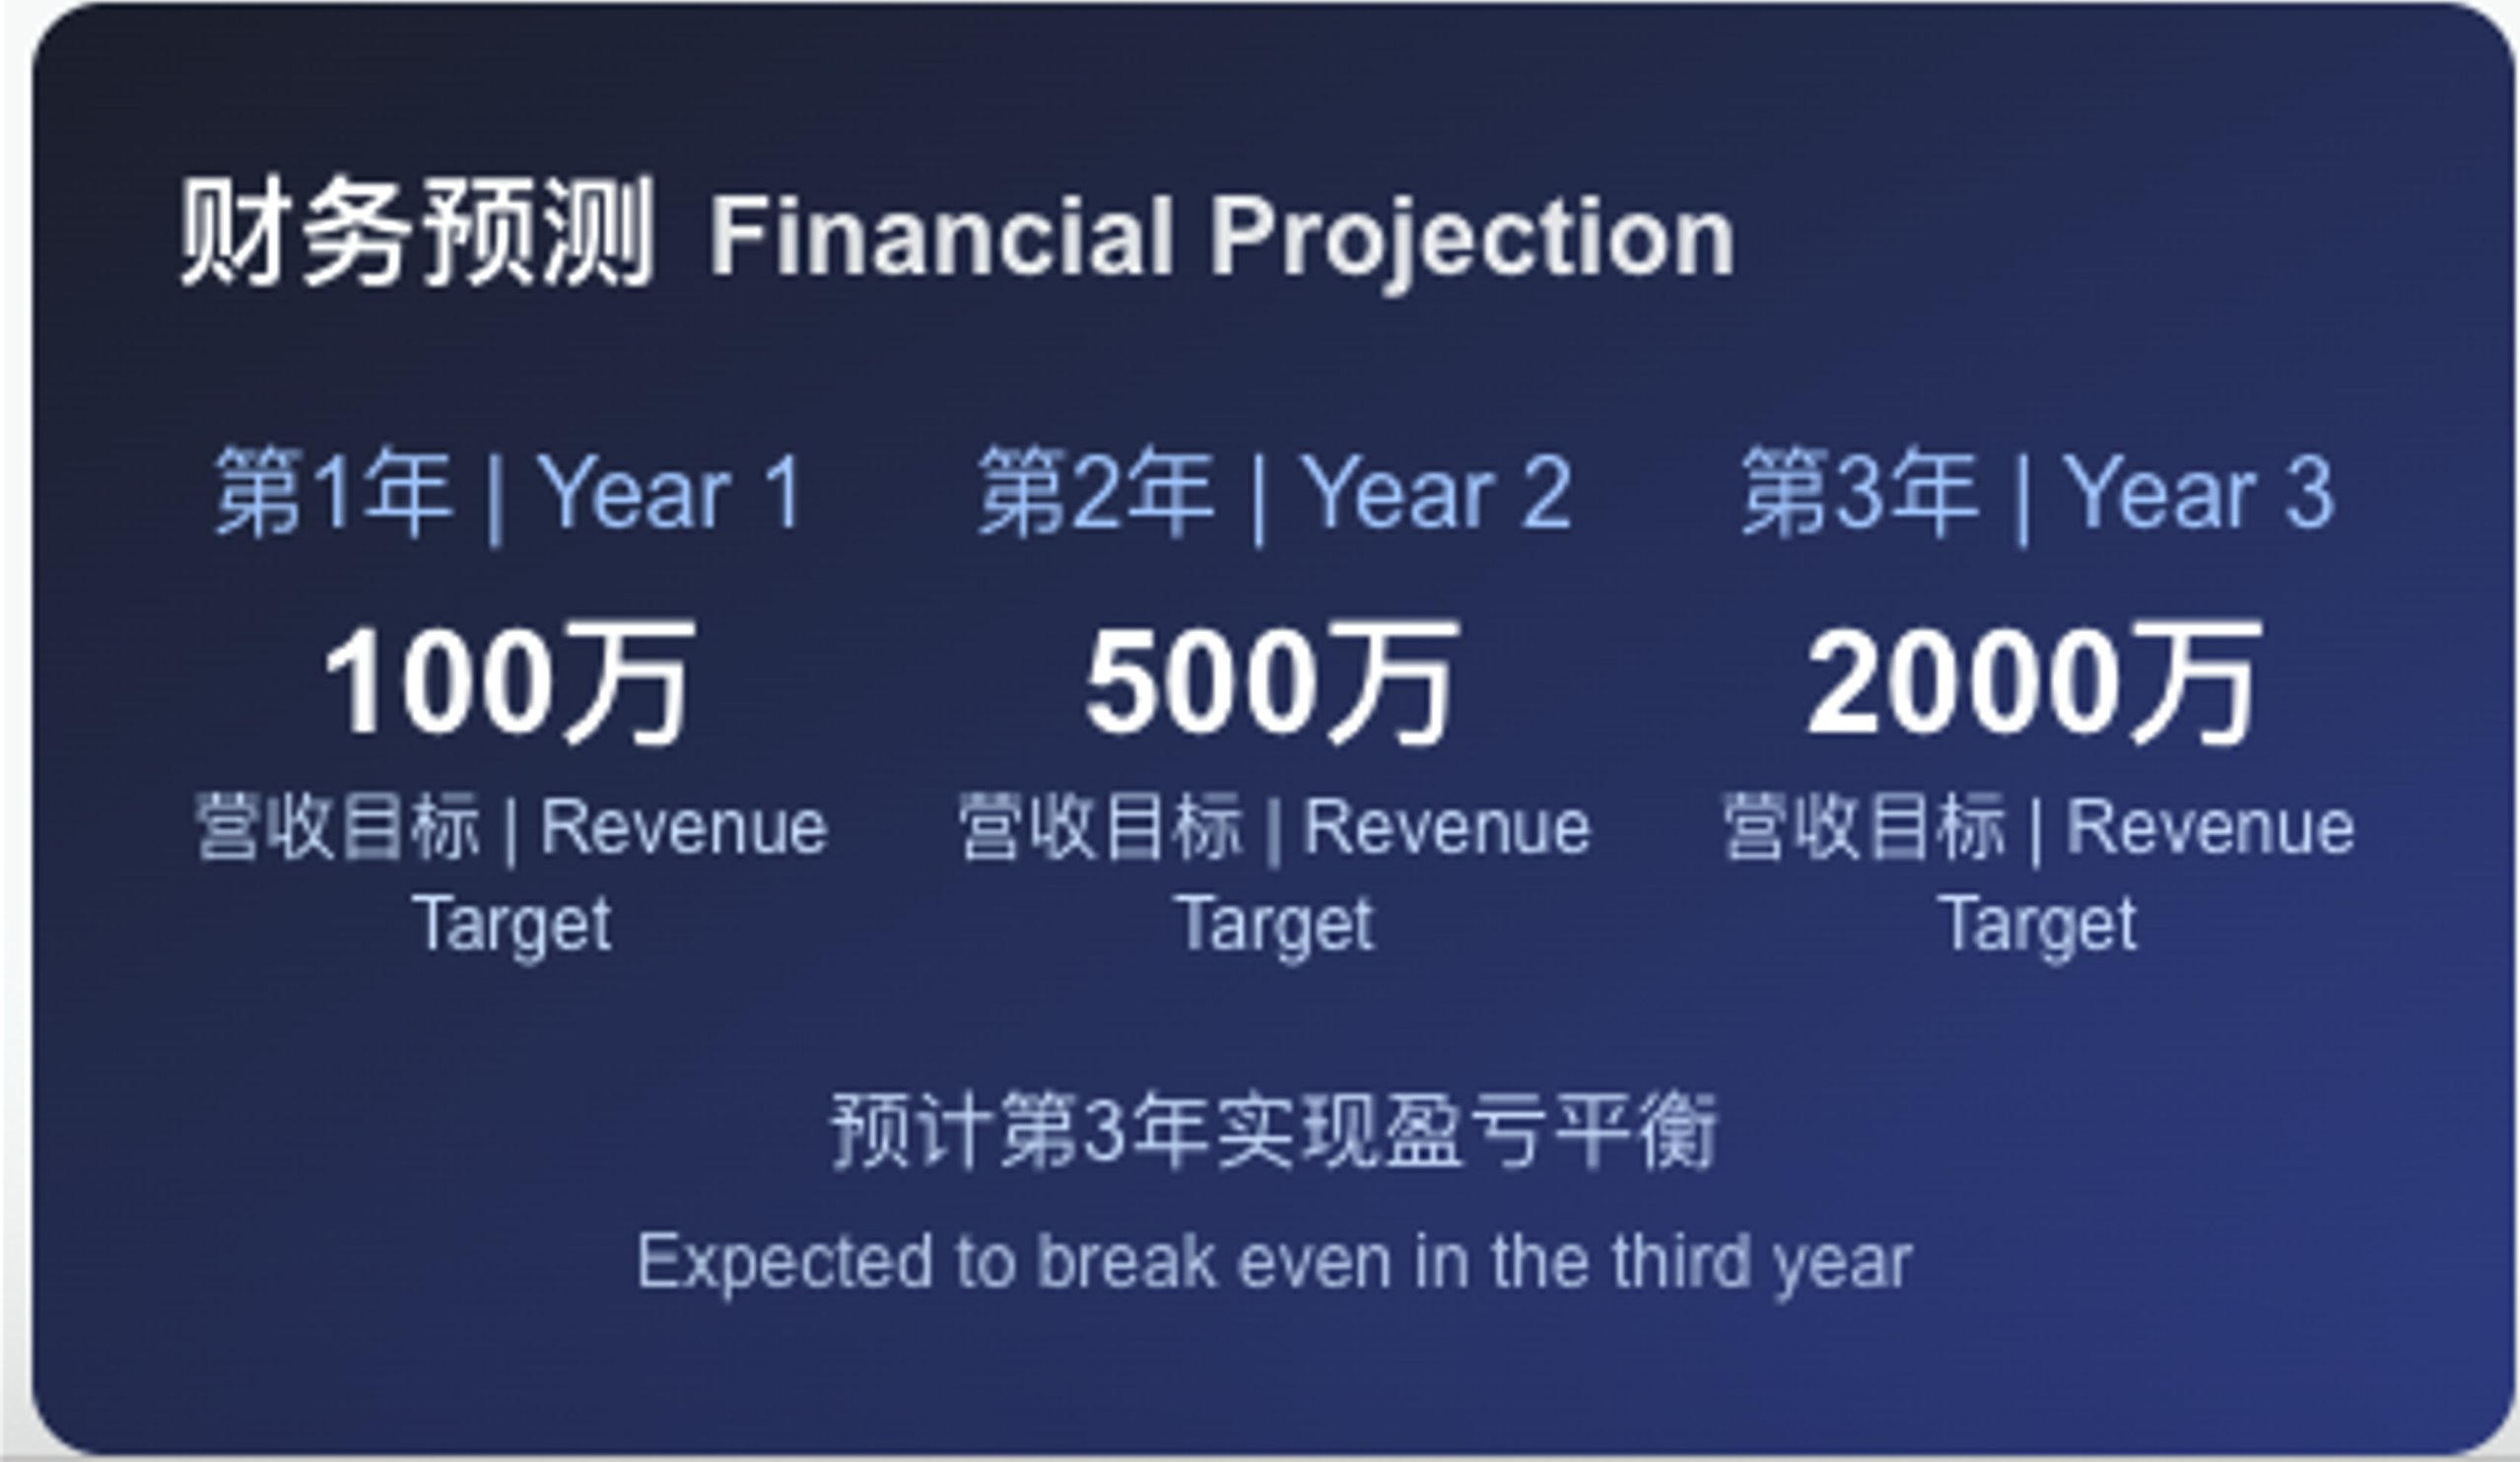 财务预测 Financial Projection
第1年 | Year 1
100万
营收目标 | Revenue
Target
第2年 | Year 2
500万
营收目标 | Revenue
Target
第3年 | Year 3
2000万
营收目标 | Revenue
Target
预计第3年实现盈亏平衡
Expected to break even in the third year